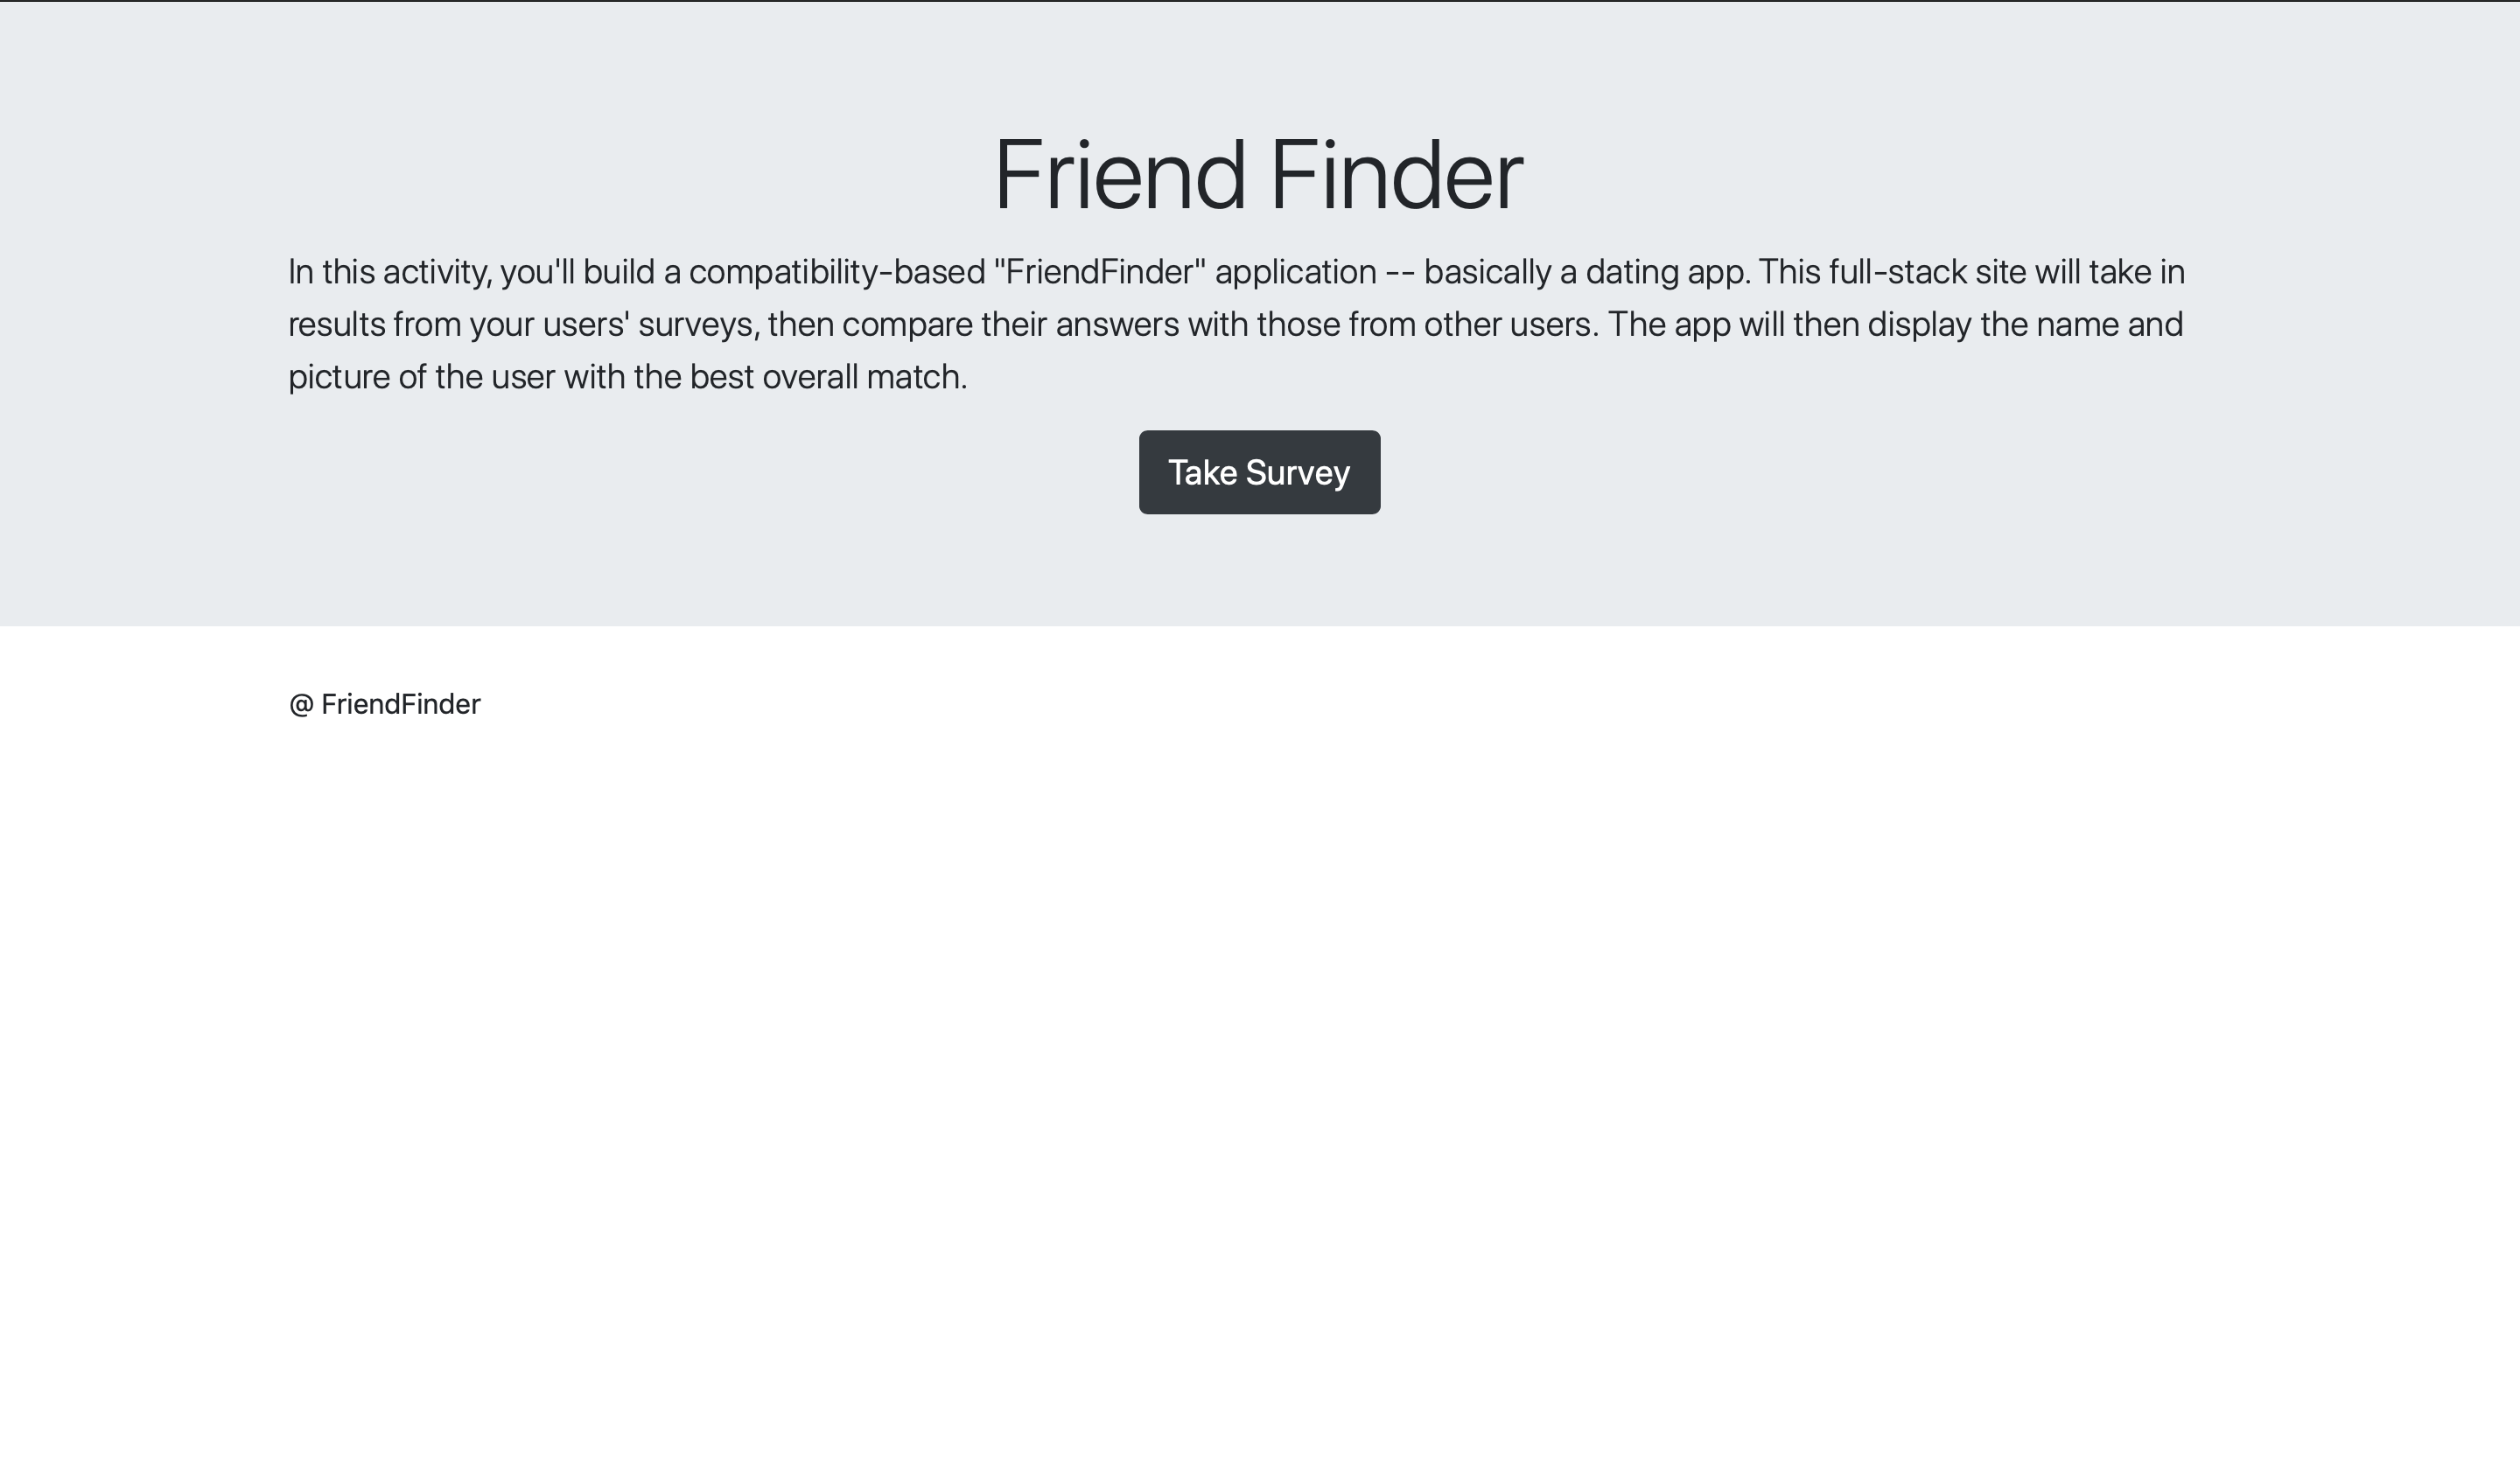 Friend Finder
In this activity, you'll build a compatibility-based "FriendFinder" application -- basically a dating app. This full-stack site will take in
results from your users' surveys, then compare their answers with those from other users. The app will then display the name and
picture of the user with the best overall match.
Take Survey
@ FriendFinder